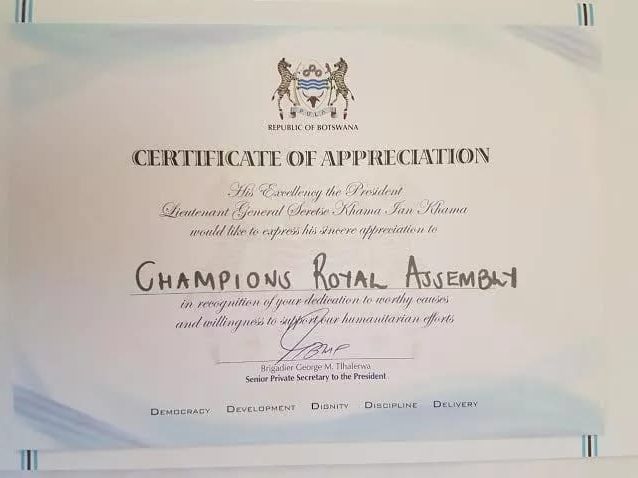 PULA
REPUBLIC OF BOTSWANA
CERTIFICATE OF APPRECIATION
His Excellency the President
Lieutenant General Seretse Khama Ian Khama
would like to express his sincere appreciation to
CHAMPIONS ROYAL ASSEMBLY
in recognition of your dedication to worthy causes
and willingness to support our humanitarian efforts
Brigadier George M. Tlhalerwa
Senior Private Secretary to the President
DEMOCRACY DEVELOPMENT DIGNITY DISCIPLINE DELIVERY